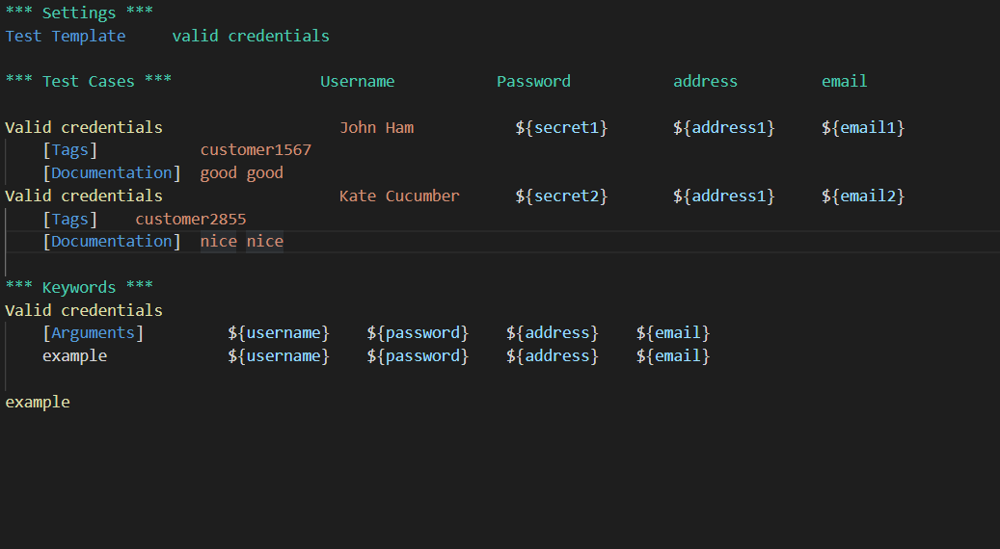 *** Settings ***
Test Template     valid credentials
*** Test Cases ***                Username           Password           address         email
Valid credentials                   John Ham           ${secret1}       ${address1}     ${email1}
    [Tags]           customer1567
    [Documentation]  good good
Valid credentials                   Kate Cucumber      ${secret2}       ${address1}     ${email2}
    [Tags]    customer2855
    [Documentation]  nice nice
*** Keywords ***
Valid credentials
    [Arguments]         ${username}    ${password}    ${address}    ${email}
    example             ${username}    ${password}    ${address}    ${email}
example